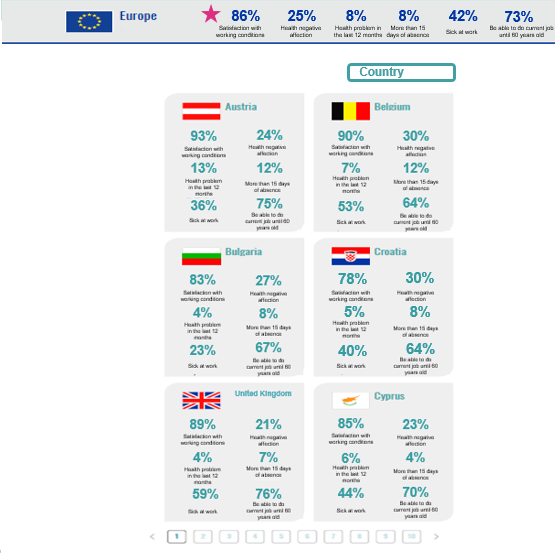 Europe
86% 25% 8% 8% 42% 73%
Satisfaction with working conditions
Health negative affection
Health problem in the last 12 months
More than 15 days of absence
Sick at work
Be able to do current job until 60 years old
Country
Austria
93% 24%
Satisfaction with working conditions
Health negative affection
13% 12%
Health problem in the last 12 months
More than 15 days of absence
36% 75%
Sick at work
Be able to do current job until 60 years old
Belgium
90% 30%
Satisfaction with working conditions
Health negative affection
7% 12%
Health problem in the last 12 months
More than 15 days of absence
53% 64%
Sick at work
Be able to do current job until 60 years old
Bulgaria
83% 27%
Satisfaction with working conditions
Health negative affection
4% 8%
Health problem in the last 12 months
More than 15 days of absence
23% 67%
Sick at work
Be able to do current job until 60 years old
Croatia
78% 30%
Satisfaction with working conditions
Health negative affection
5% 8%
Health problem in the last 12 months
More than 15 days of absence
40% 64%
Sick at work
Be able to do current job until 60 years old
United Kingdom
89% 21%
Satisfaction with working conditions
Health negative affection
4% 7%
Health problem in the last 12 months
More than 15 days of absence
59% 76%
Sick at work
Be able to do current job until 60 years old
Cyprus
85% 23%
Satisfaction with working conditions
Health negative affection
6% 4%
Health problem in the last 12 months
More than 15 days of absence
44% 70%
Sick at work
Be able to do current job until 60 years old
< 1 2 3 4 5 6 7 8 9 10 >